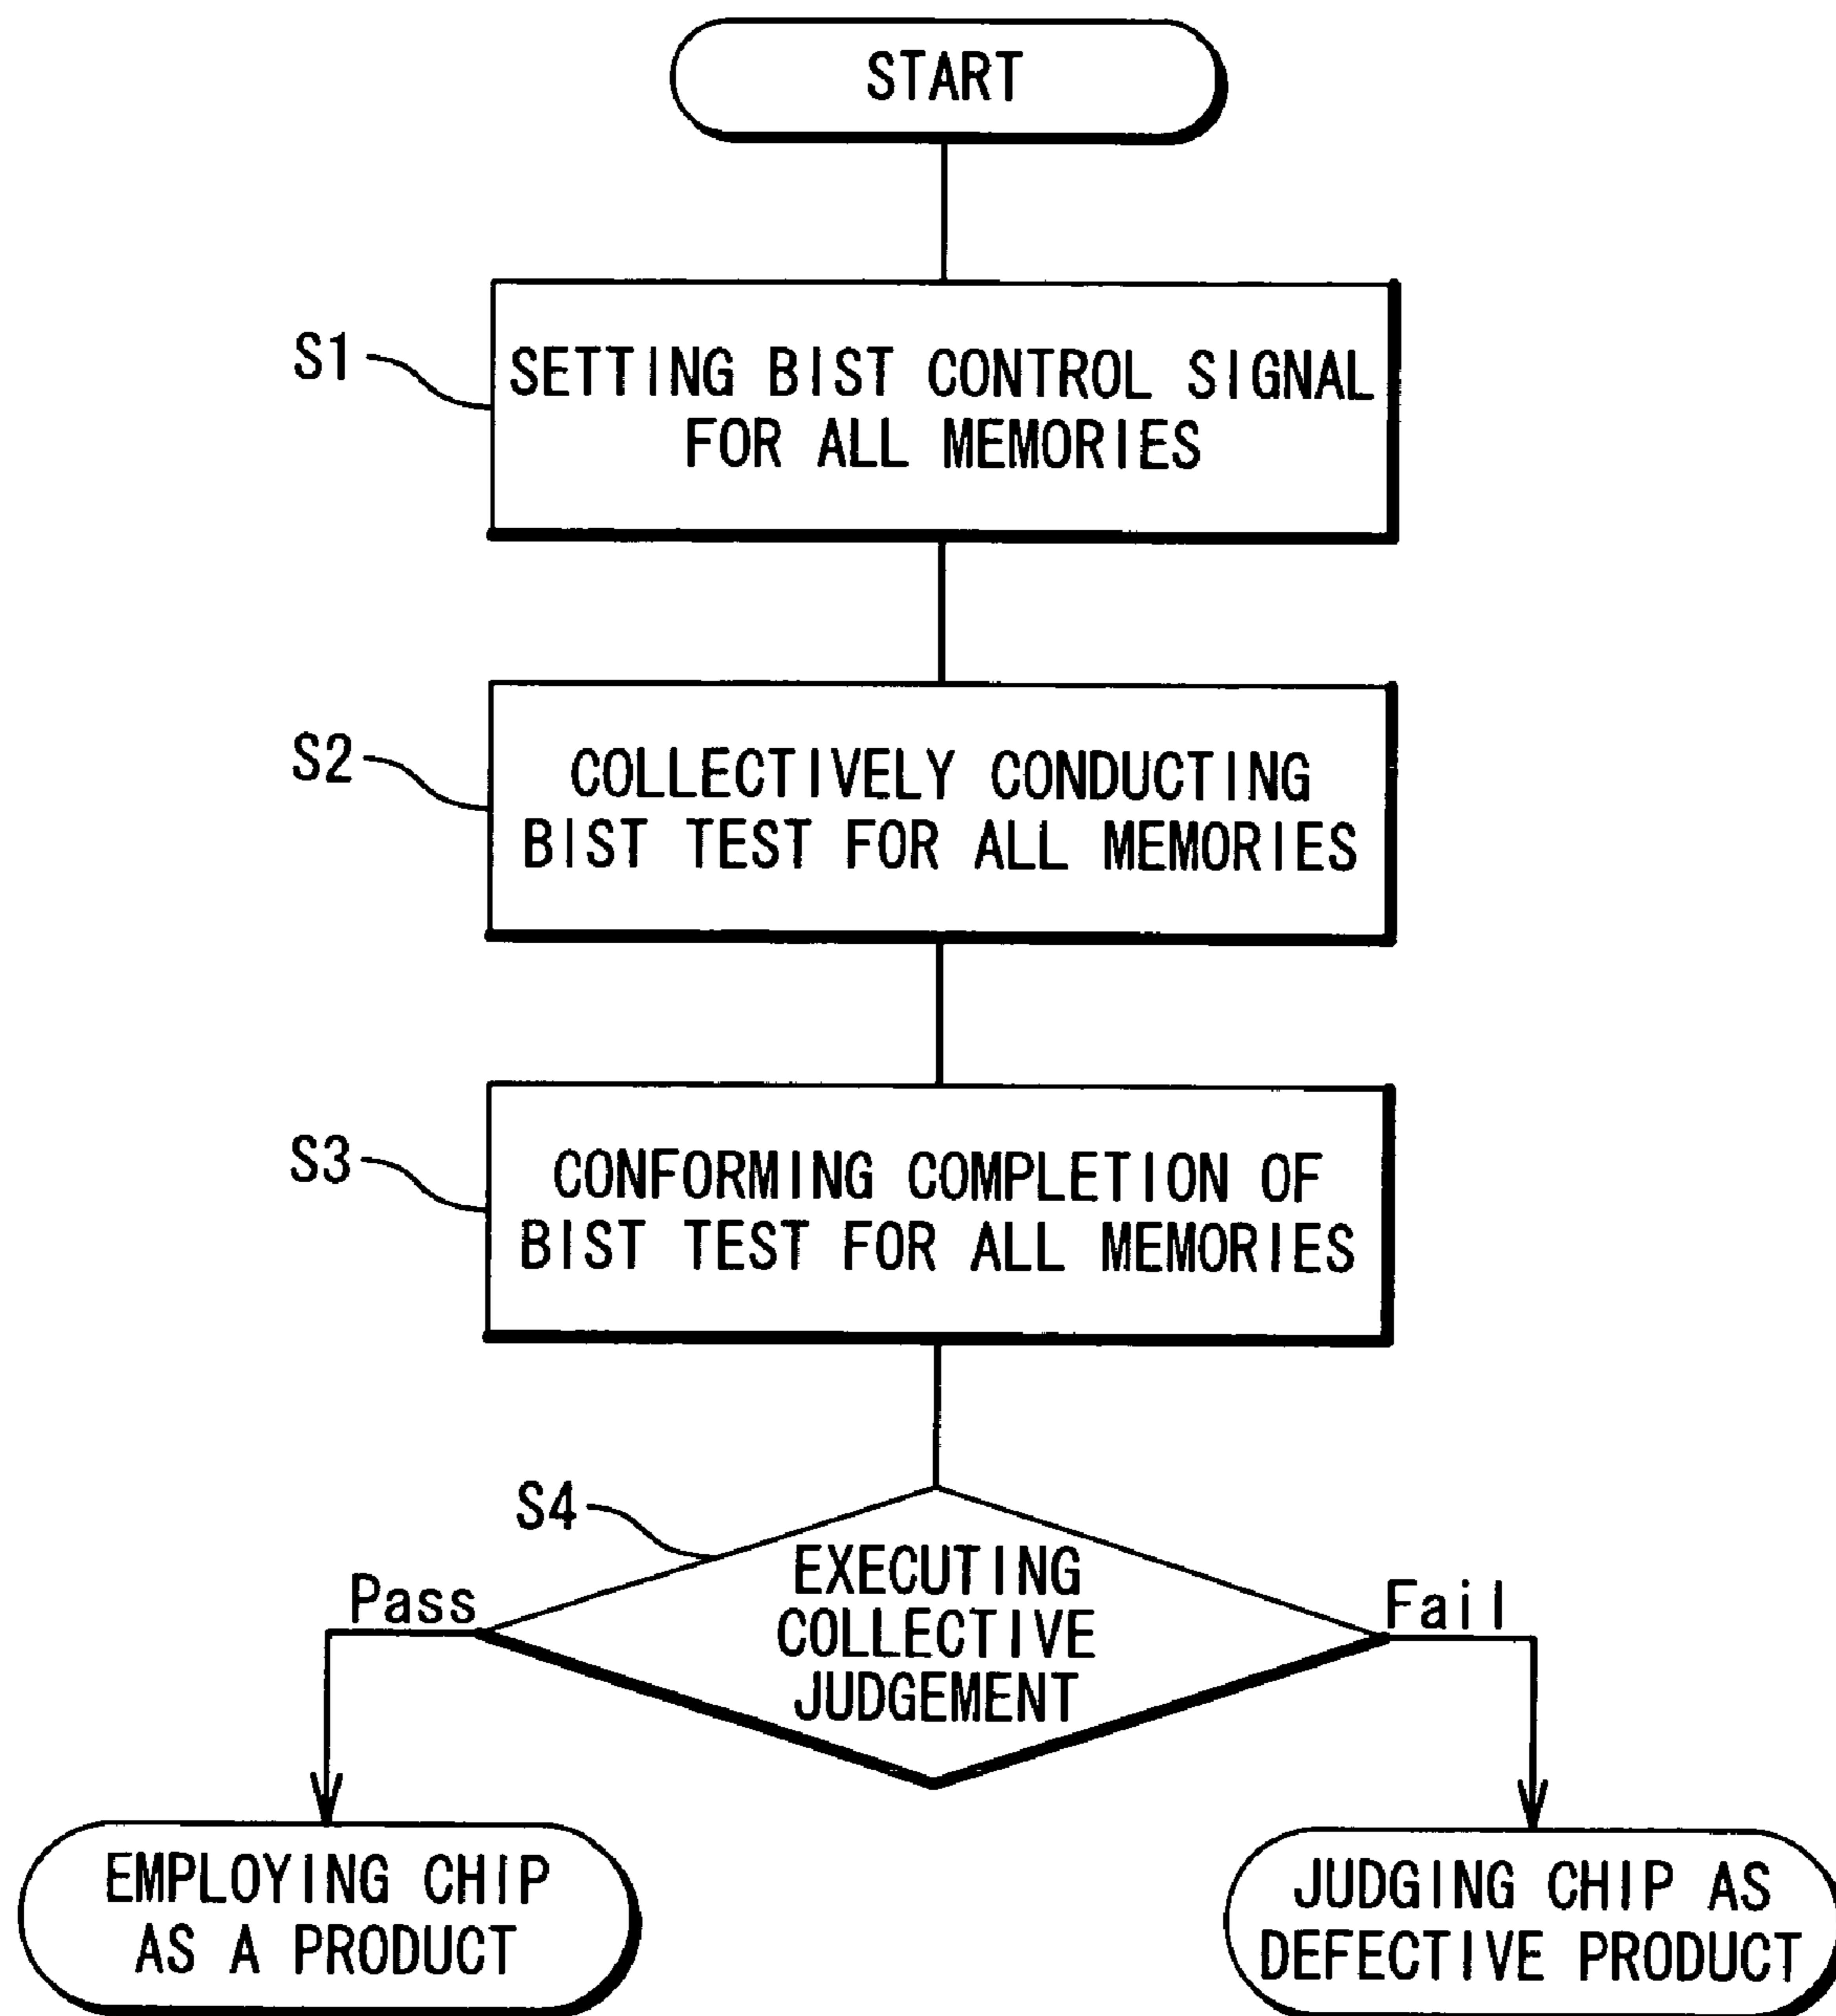 START
S1
SETTING BIST CONTROL SIGNAL
FOR ALL MEMORIES
S2
COLLECTIVELY CONDUCTING
BIST TEST FOR ALL MEMORIES
S3
CONFORMING COMPLETION OF
BIST TEST FOR ALL MEMORIES
S4
EXECUTING
COLLECTIVE
JUDGEMENT
Pass
Fail
EMPLOYING CHIP
AS A PRODUCT
JUDGING CHIP AS
DEFECTIVE PRODUCT